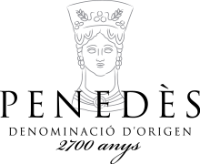 PENEDÈS
DENOMINACIÓ D'ORIGEN
2700 anys